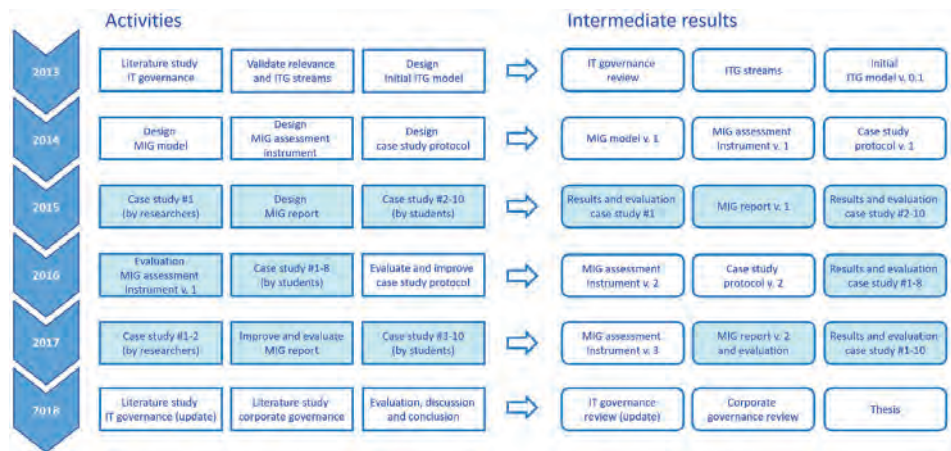 Activities
Intermediate results
2013
Literature study
IT governance
Validate relevance
and ITG streams
Design
Initial ITG model
IT governance
review
ITG streams
Initial
ITG model v. 0.1
2014
Design
MIG model
Design
MIG assessment
instrument
Design
case study protocol
MIG model v. 1
MIG assessment
Instrument v. 1
Case study
protocol v. 1
2015
Case study #1
(by researchers)
Design
MIG report
Case study #2-10
(by students)
Results and evaluation
case study #1
MIG report v. 1
Results and evaluation
case study #2-10
2016
Evaluation
MIG assessment
Instrument v. 1
Case study #1-8
(by students)
Evaluate and improve
case study protocol
MIG assessment
Instrument v. 2
Case study
protocol v. 2
Results and evaluation
case study #1-8
2017
Case study #1-2
(by researchers)
Improve and evaluate
MIG report
Case study #3-10
(by students)
MIG assessment
Instrument v. 3
MIG report v. 2
and evaluation
Results and evaluation
case study #1-10
2018
Literature study
IT governance (update)
Literature study
corporate governance
Evaluation, discussion
and conclusion
IT governance
review (update)
Corporate
governance review
Thesis